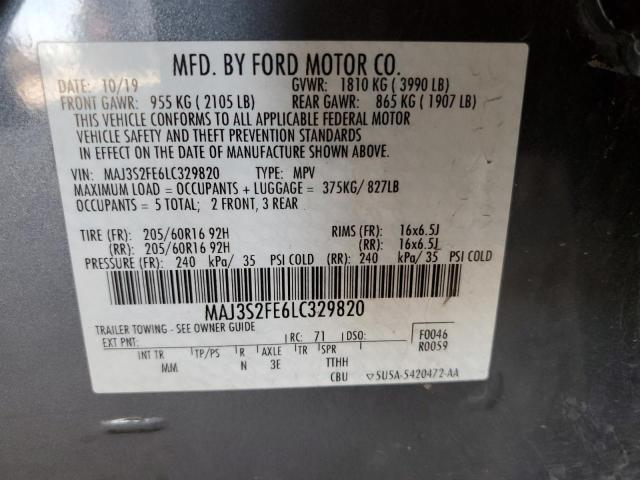 MFD. BY FORD MOTOR CO.
DATE: 10/19 GVWR: 1810 KG ( 3990 LB)
FRONT GAWR: 955 KG ( 2105 LB) REAR GAWR: 865 KG ( 1907 LB)
THIS VEHICLE CONFORMS TO ALL APPLICABLE FEDERAL MOTOR
VEHICLE SAFETY AND THEFT PREVENTION STANDARDS
IN EFFECT ON THE DATE OF MANUFACTURE SHOWN ABOVE.
VIN: MAJ3S2FE6LC329820 TYPE: MPV
MAXIMUM LOAD = OCCUPANTS + LUGGAGE = 375KG/ 827LB
OCCUPANTS = 5 TOTAL; 2 FRONT, 3 REAR
TIRE (FR): 205/60R16 92H RIMS (FR): 16x6.5J
(RR): 205/60R16 92H (RR): 16x6.5J
PRESSURE (FR): 240 kPa/ 35 PSI COLD (RR): 240 kPa/ 35 PSI COLD
MAJ3S2FE6LC329820
TRAILER TOWING - SEE OWNER GUIDE
EXT PNT: RC: 71 DSO: F0046
R0059
INT TR TP/PS R AXLE TR SPR
MM N 3E TTHH
CBU ▽SU5A-5420472-AA